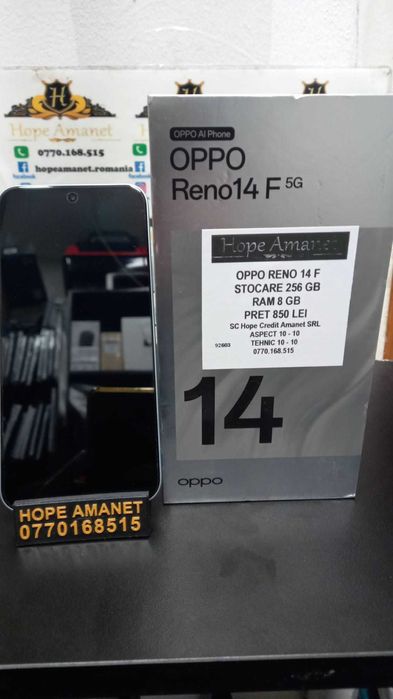 H
Hope Amanet
0770.168.515
hopeamanet.romania
facebook
OPPO AI Phone
OPPO
Reno14 F 5G
Hope Amanet
OPPO RENO 14 F
STOCARE 256 GB
RAM 8 GB
PRET 850 LEI
SC Hope Credit Amanet SRL
ASPECT 10 - 10
92603 TEHNIC 10 - 10
0770.168.515
14
oppo
HOPE AMANET
0770168515